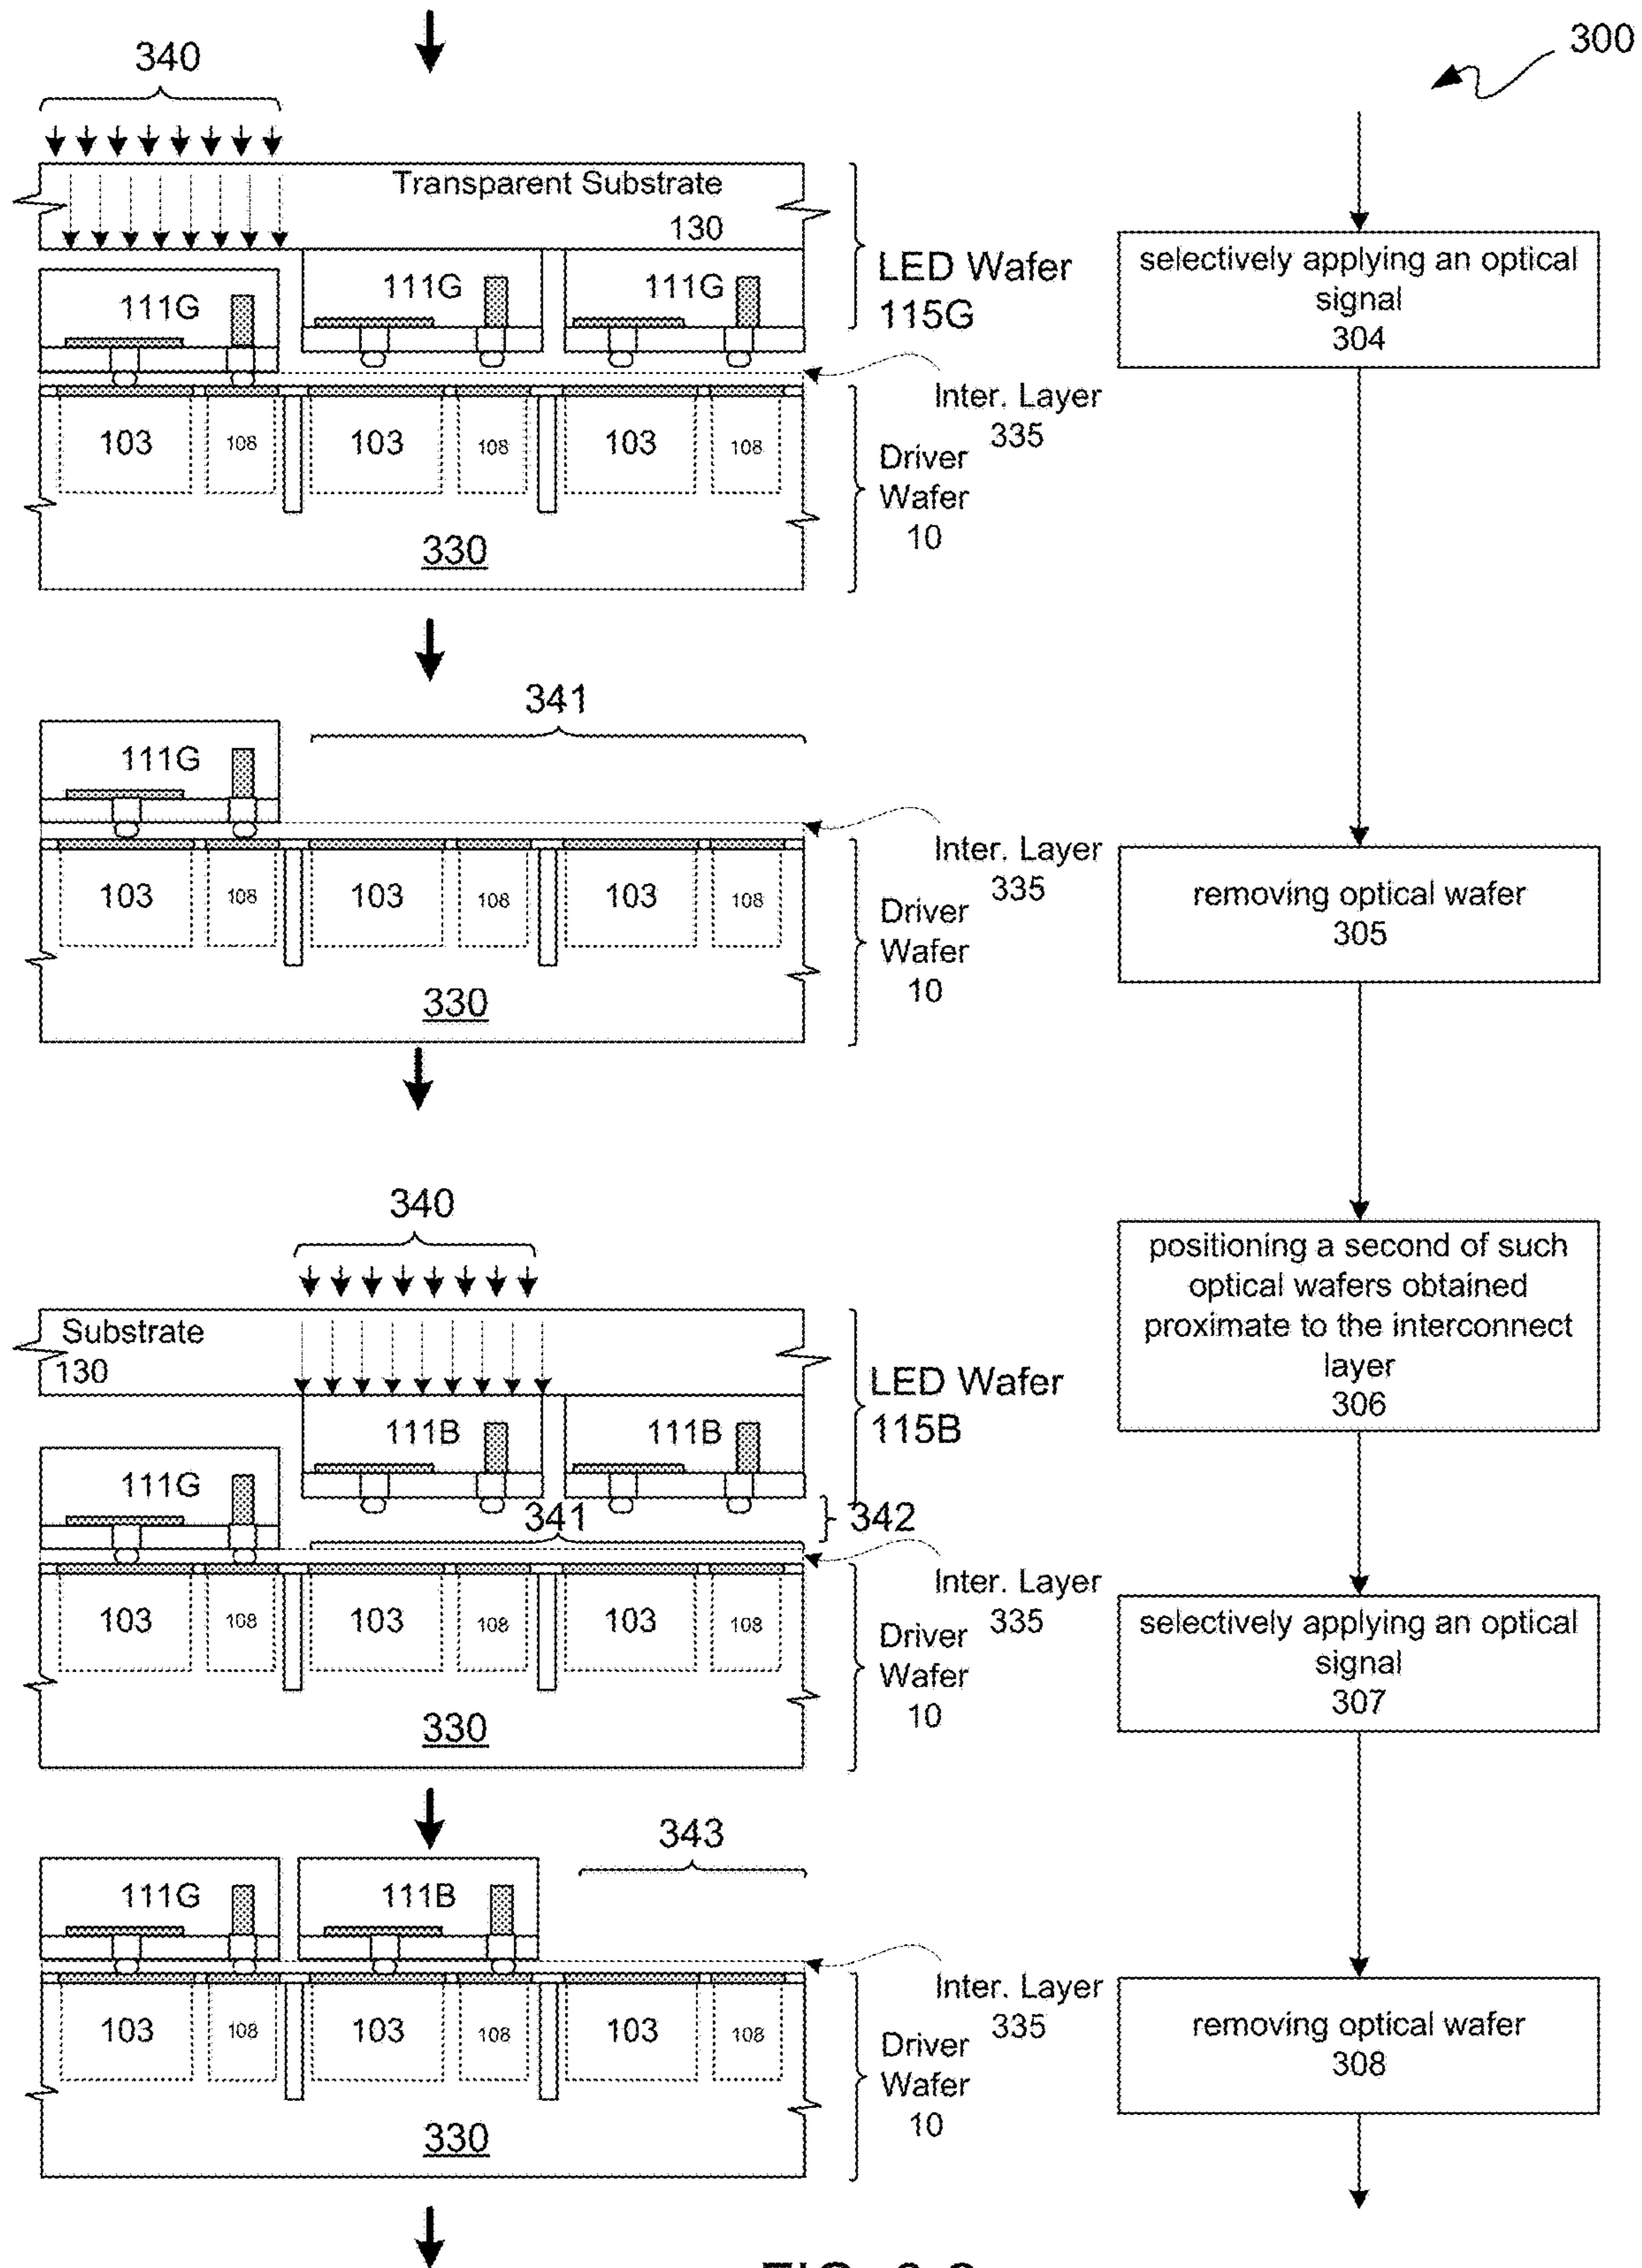 300
340
Transparent Substrate
130
111G
111G
111G
LED Wafer
115G
Inter. Layer
335
103
108
103
108
103
108
Driver
Wafer
10
330
selectively applying an optical
signal
304
341
111G
Inter. Layer
335
103
108
103
108
103
108
Driver
Wafer
10
330
removing optical wafer
305
340
Substrate
130
111B
111B
LED Wafer
115B
111G
341
342
Inter. Layer
335
103
108
103
108
103
108
Driver
Wafer
10
330
positioning a second of such
optical wafers obtained
proximate to the interconnect
layer
306
selectively applying an optical
signal
307
343
111G
111B
Inter. Layer
335
103
108
103
108
103
108
Driver
Wafer
10
330
removing optical wafer
308